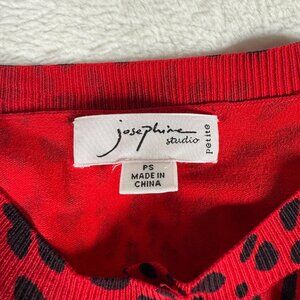 josephine
studio
petite
PS
MADE IN
CHINA